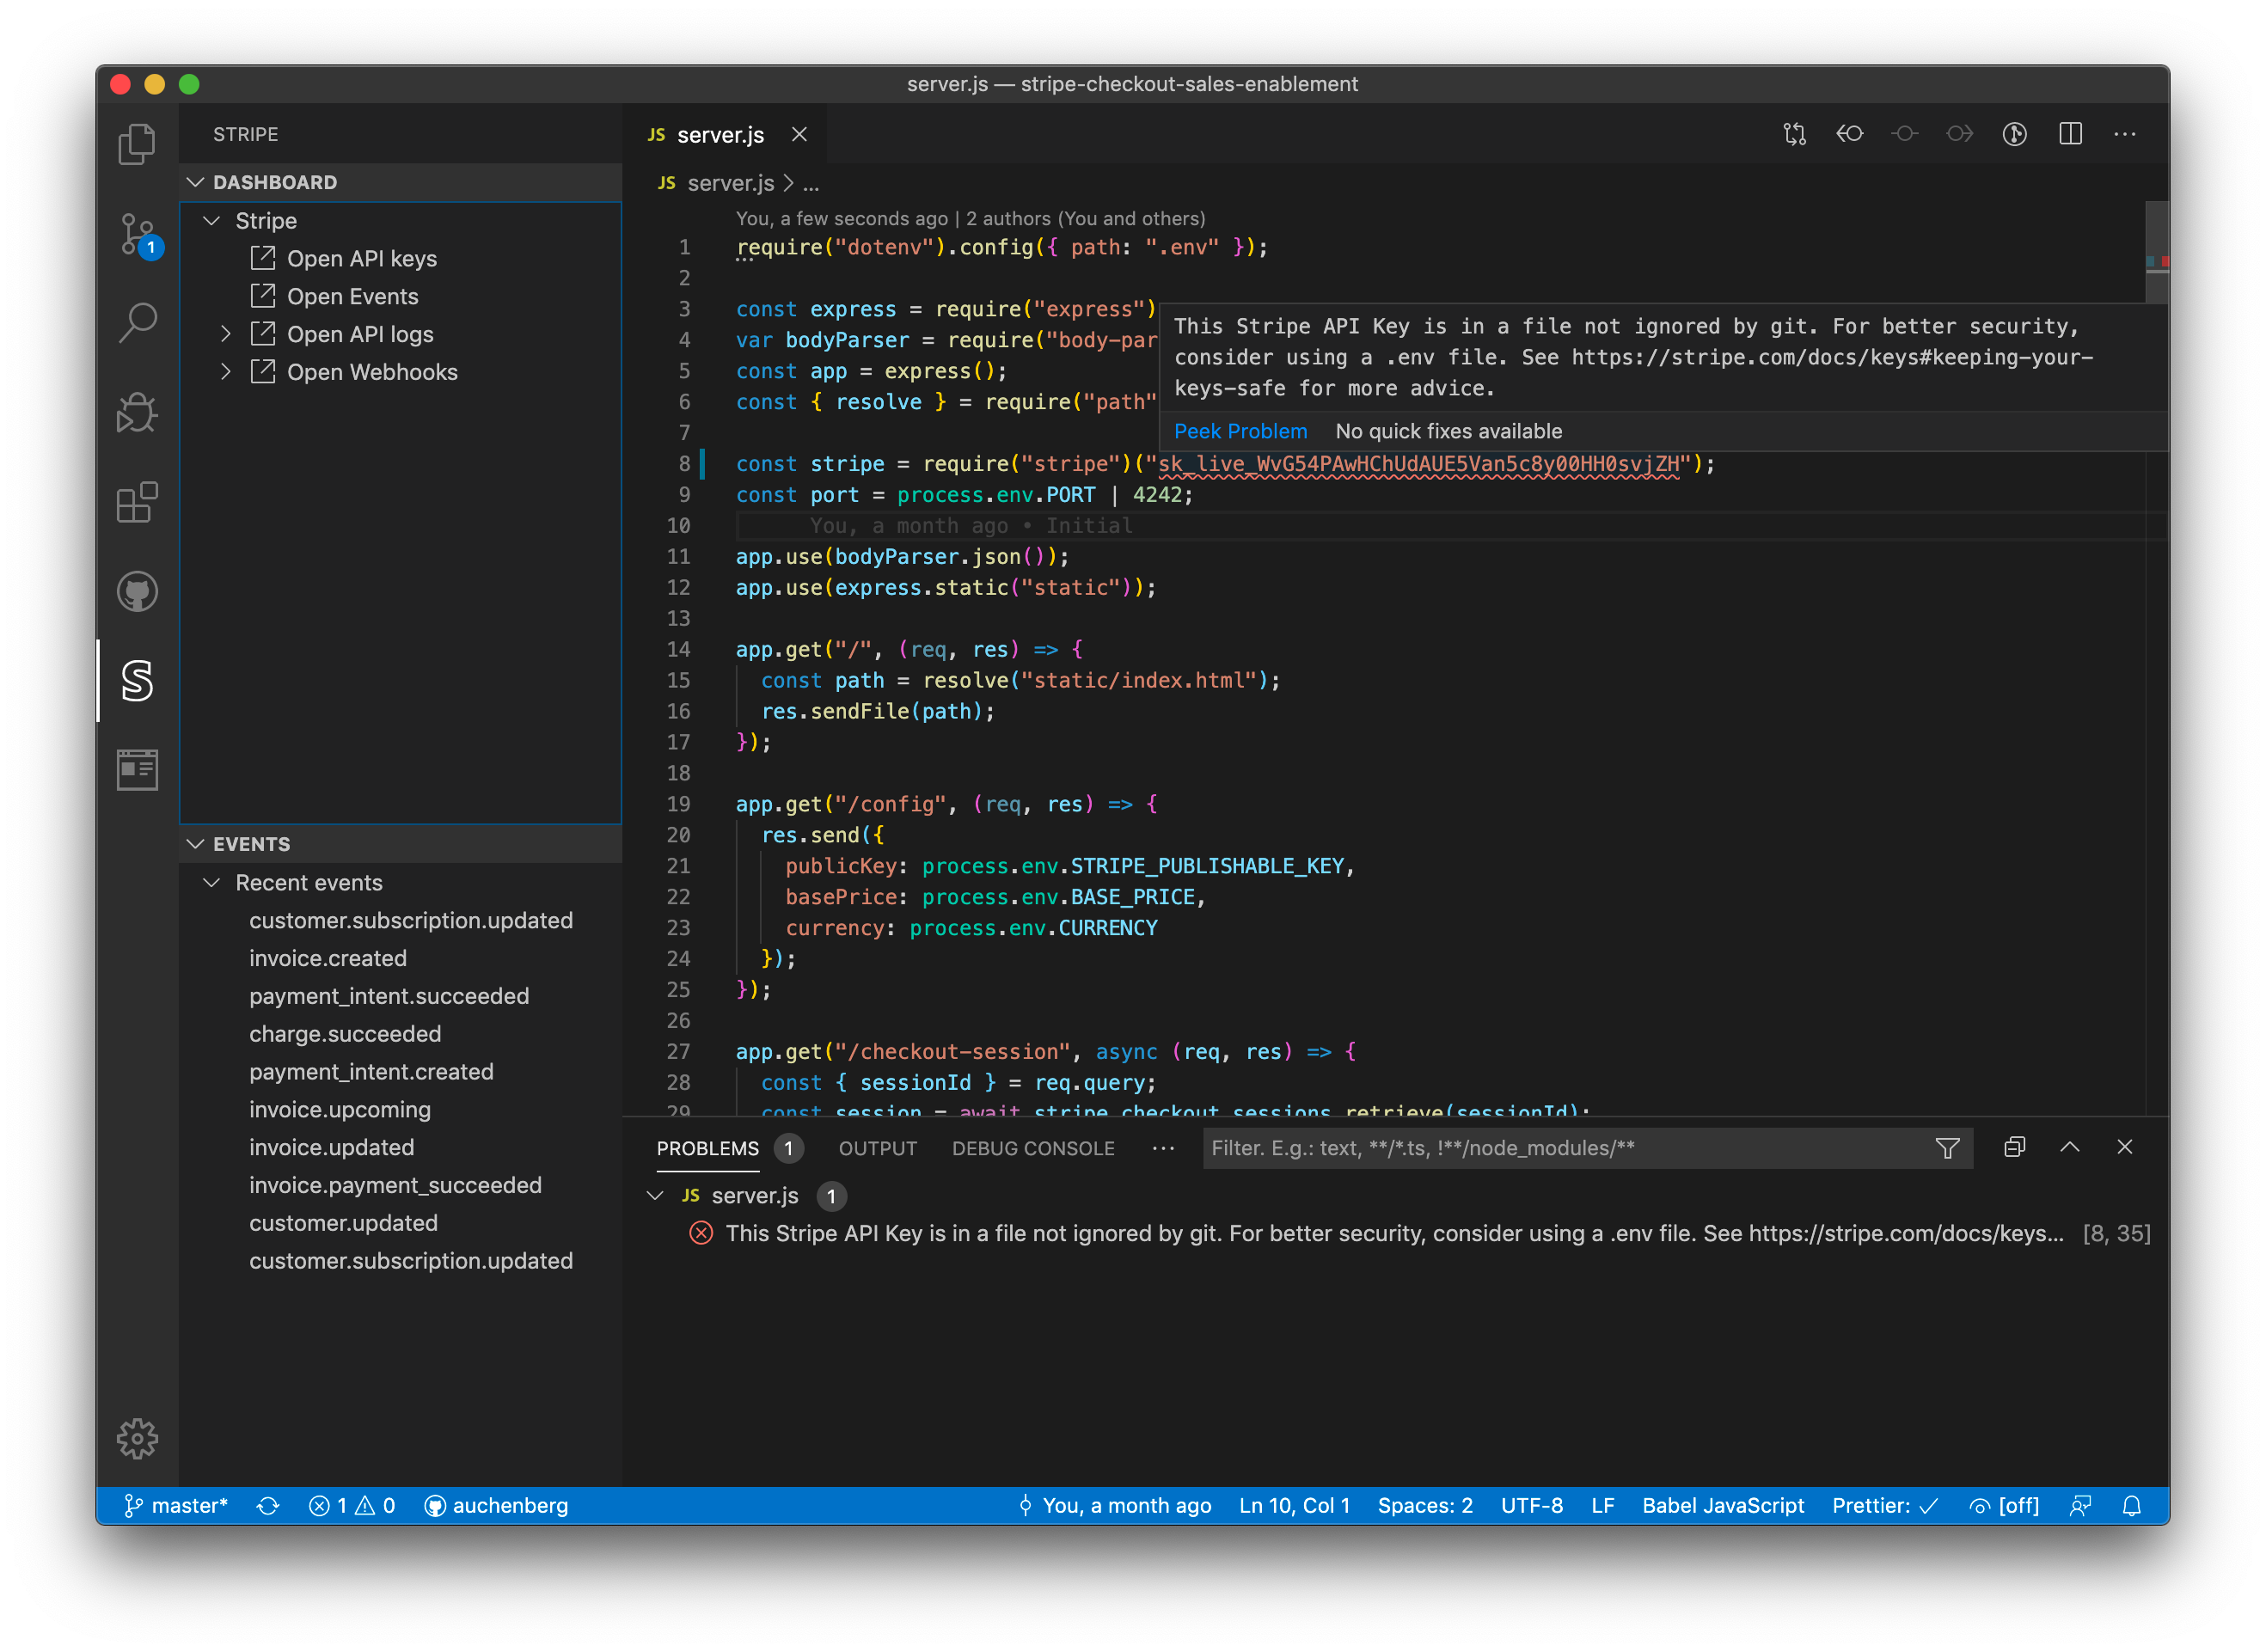 server.js — stripe-checkout-sales-enablement
STRIPE
DASHBOARD
Stripe
Open API keys
Open Events
Open API logs
Open Webhooks
EVENTS
Recent events
customer.subscription.updated
invoice.created
payment_intent.succeeded
charge.succeeded
payment_intent.created
invoice.upcoming
invoice.updated
invoice.payment_succeeded
customer.updated
customer.subscription.updated
1
JS server.js
JS server.js > ...
You, a few seconds ago | 2 authors (You and others)
1 require("dotenv").config({ path: ".env" });
2
3 const express = require("express")
4 var bodyParser = require("body-par
5 const app = express();
6 const { resolve } = require("path"
7
This Stripe API Key is in a file not ignored by git. For better security,
consider using a .env file. See https://stripe.com/docs/keys#keeping-your-
keys-safe for more advice.
Peek Problem No quick fixes available
8 const stripe = require("stripe")("sk_live_WvG54PAwHChUdAUE5Van5c8y00HH0svjZH");
9 const port = process.env.PORT | 4242;
10 You, a month ago • Initial
11 app.use(bodyParser.json());
12 app.use(express.static("static"));
13
14 app.get("/", (req, res) => {
15 const path = resolve("static/index.html");
16 res.sendFile(path);
17 });
18
19 app.get("/config", (req, res) => {
20 res.send({
21 publicKey: process.env.STRIPE_PUBLISHABLE_KEY,
22 basePrice: process.env.BASE_PRICE,
23 currency: process.env.CURRENCY
24 });
25 });
26
27 app.get("/checkout-session", async (req, res) => {
28 const { sessionId } = req.query;
29 const session = await stripe.checkout.sessions.retrieve(sessionId);
PROBLEMS 1 OUTPUT DEBUG CONSOLE ··· Filter. E.g.: text, **/*.ts, !**/node_modules/**
JS server.js 1
This Stripe API Key is in a file not ignored by git. For better security, consider using a .env file. See https://stripe.com/docs/keys... [8, 35]
master* 1 0 auchenberg You, a month ago Ln 10, Col 1 Spaces: 2 UTF-8 LF Babel JavaScript Prettier: ✓ [off]